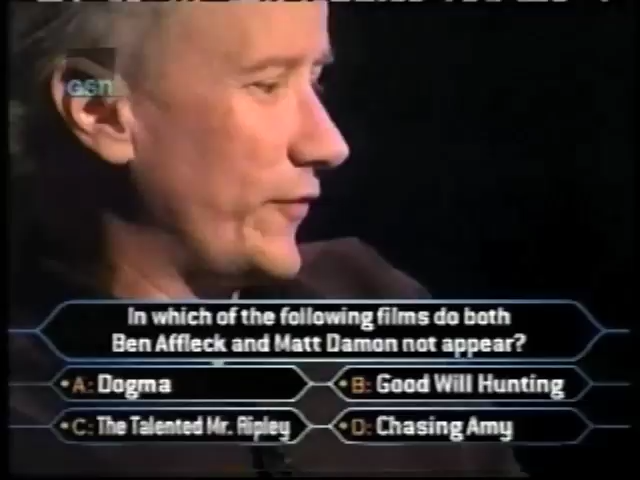 gsn
In which of the following films do both
Ben Affleck and Matt Damon not appear?
A: Dogma
B: Good Will Hunting
C: The Talented Mr. Ripley
D: Chasing Amy